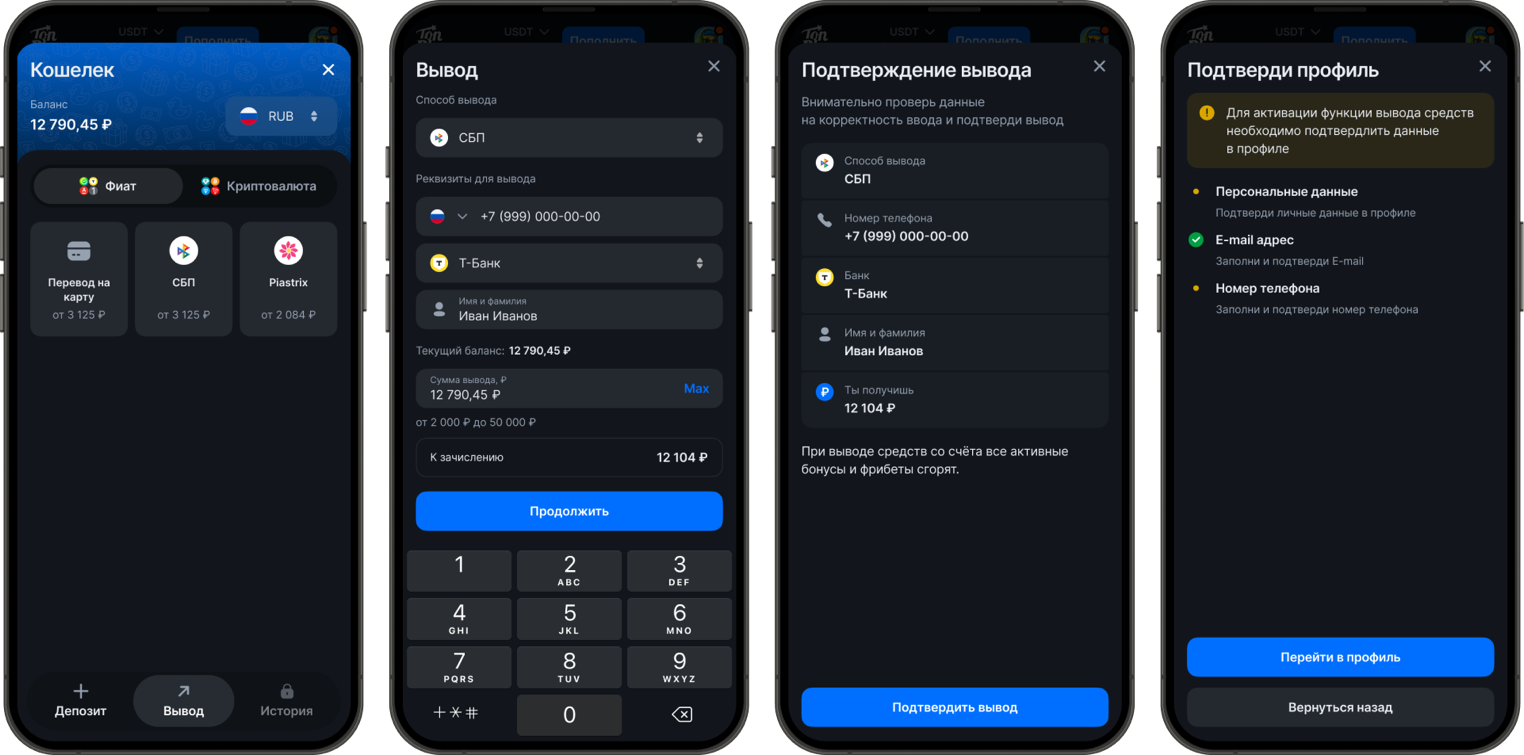 Топ
USDT
Пополнить
Кошелек
Баланс
12 790,45 ₽
RUB
Фиат
Криптовалюта
Перевод на
карту
от 3 125 ₽
СБП
от 3 125 ₽
Piastrix
от 2 084 ₽
Депозит
Вывод
История
Топ
USDT
Пополнить
Вывод
Способ вывода
СБП
Реквизиты для вывода
+7 (999) 000-00-00
Т-Банк
Имя и фамилия
Иван Иванов
Текущий баланс: 12 790,45 ₽
Сумма вывода, ₽
12 790,45 ₽
Max
от 2 000 ₽ до 50 000 ₽
К зачислению
12 104 ₽
Продолжить
1
2
ABC
3
DEF
4
GHI
5
JKL
6
MNO
7
PQRS
8
TUV
9
WXYZ
+ * #
0
Топ
USDT
Пополнить
Подтверждение вывода
Внимательно проверь данные
на корректность ввода и подтверди вывод
Способ вывода
СБП
Номер телефона
+7 (999) 000-00-00
Банк
Т-Банк
Имя и фамилия
Иван Иванов
Ты получишь
12 104 ₽
При выводе средств со счёта все активные
бонусы и фрибеты сгорят.
Подтвердить вывод
Топ
USDT
Пополнить
Подтверди профиль
Для активации функции вывода средств
необходимо подтвердлить данные
в профиле
Персональные данные
Подтверди личные данные в профиле
E-mail адрес
Заполни и подтверди E-mail
Номер телефона
Заполни и подтверди номер телефона
Перейти в профиль
Вернуться назад